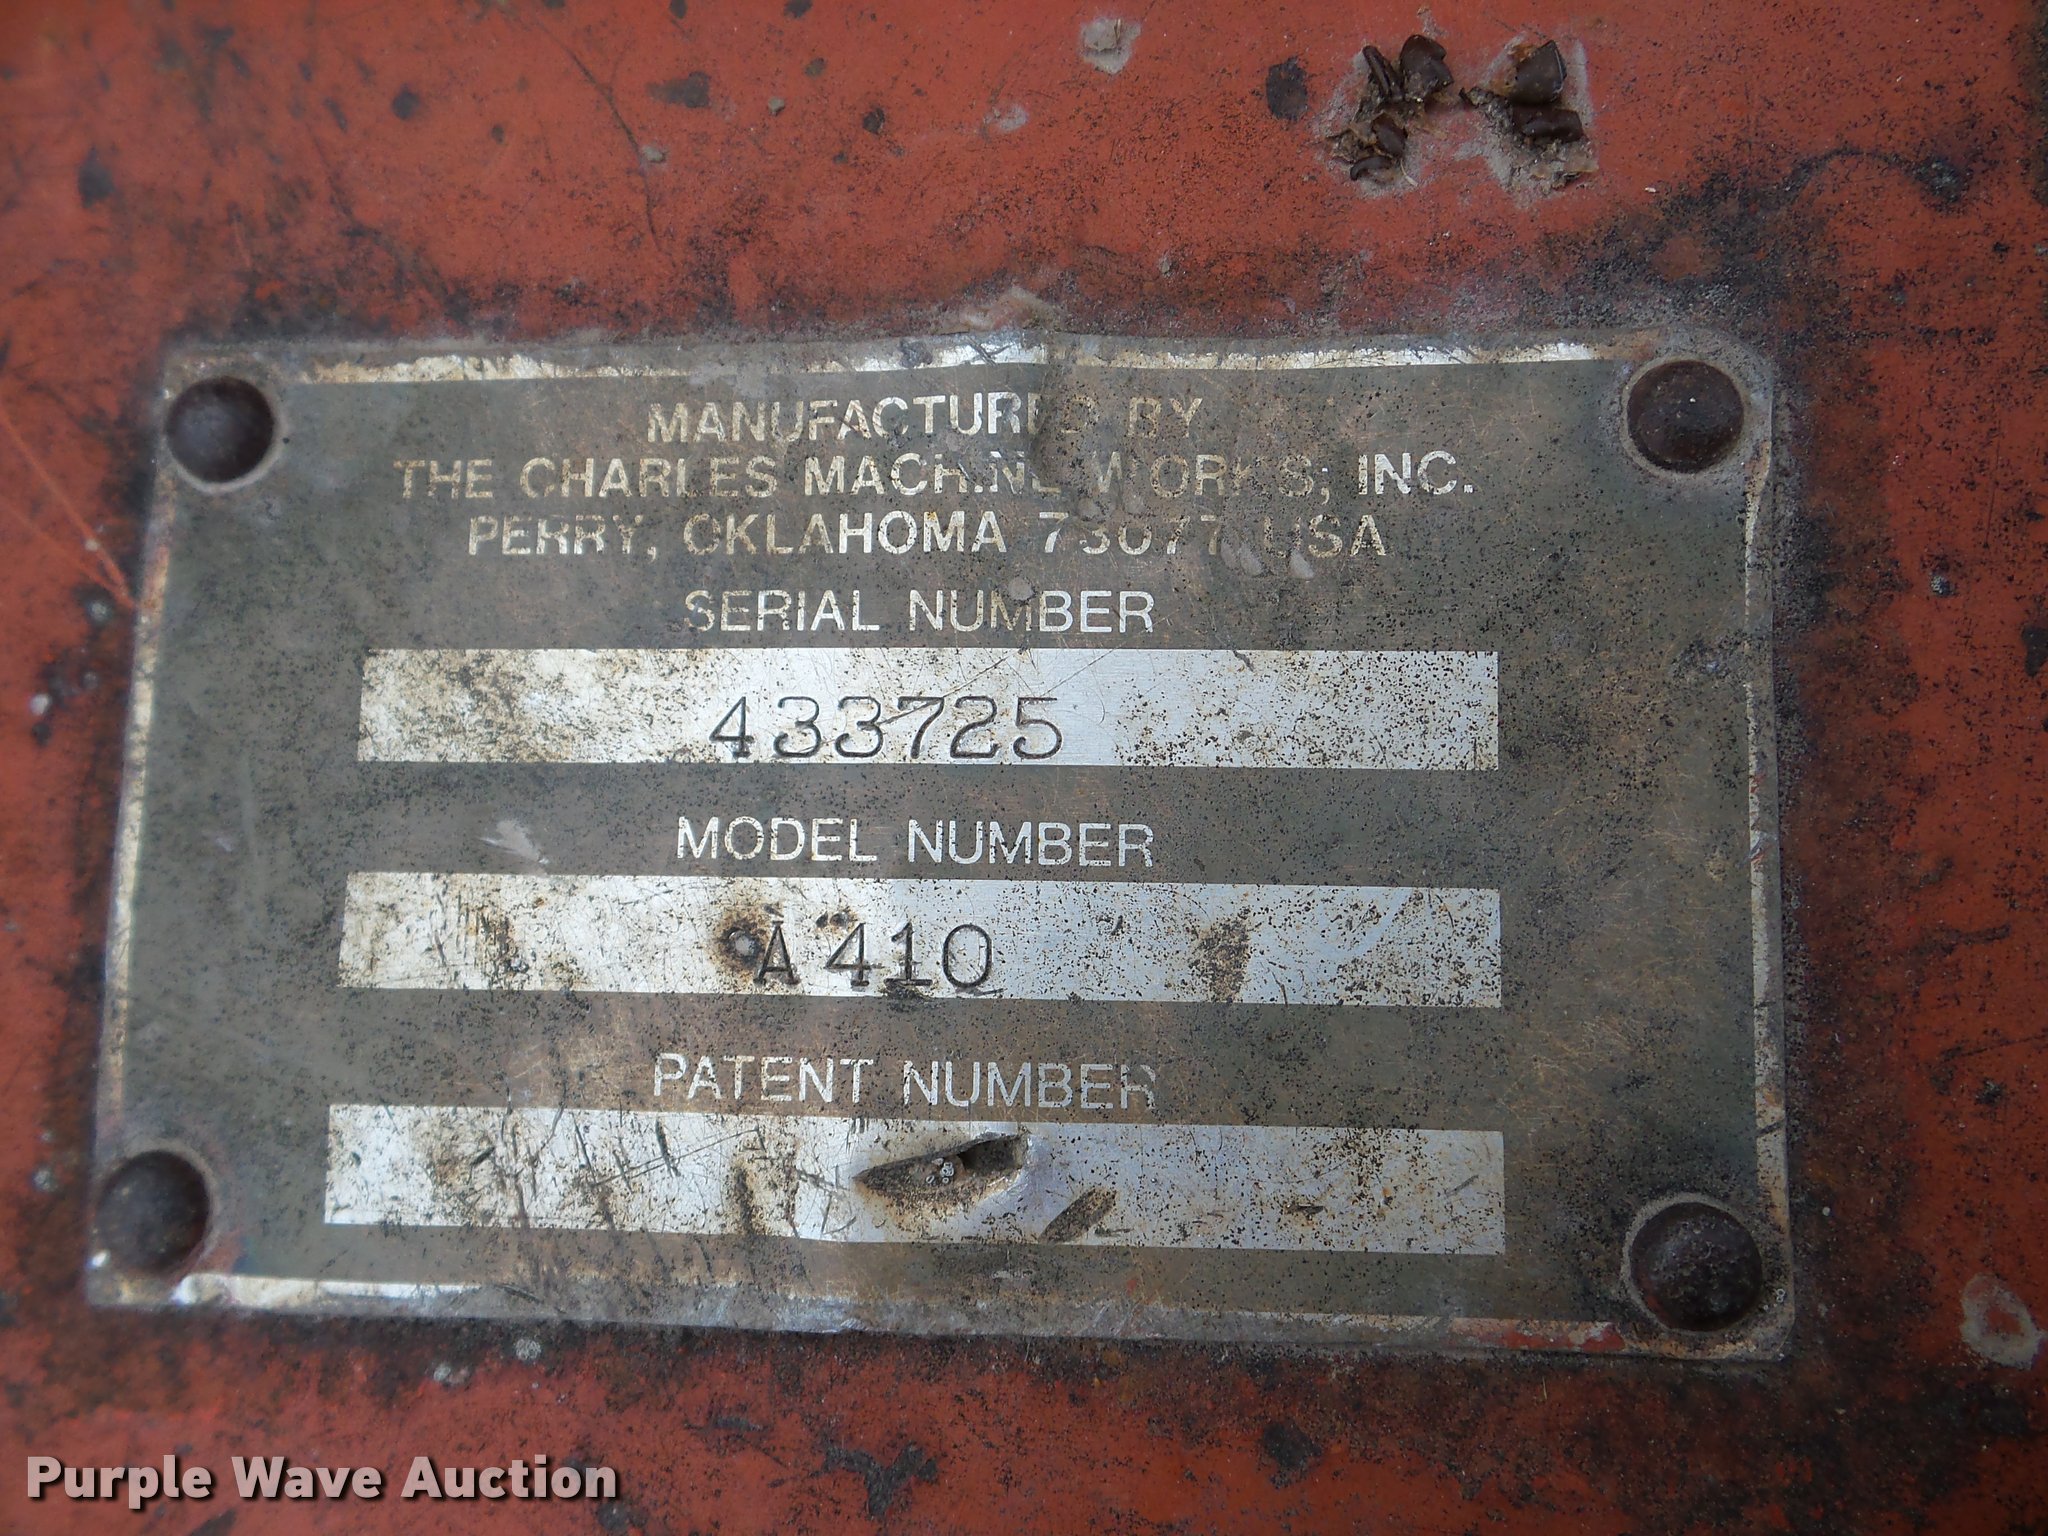 MANUFACTURED BY
THE CHARLES MACHINE WORKS, INC.
PERRY, OKLAHOMA 73077 USA
SERIAL NUMBER
433725
MODEL NUMBER
A410
PATENT NUMBER
Purple Wave Auction